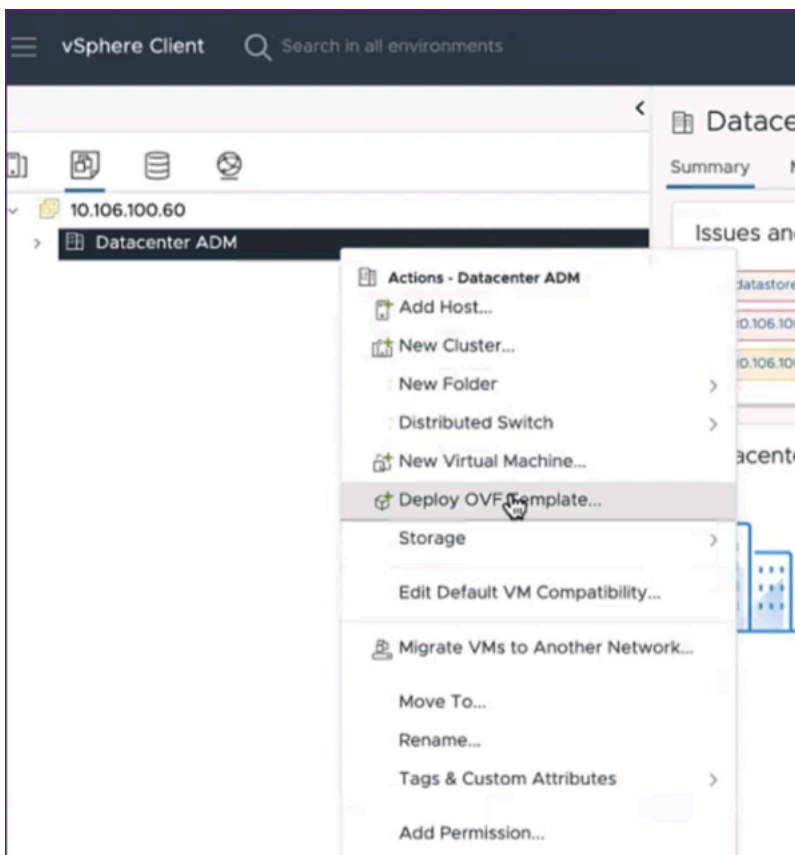 vSphere Client
Search in all environments
10.106.100.60
Datacenter ADM
Summary
Issues
Actions - Datacenter ADM
Add Host...
New Cluster...
New Folder
Distributed Switch
New Virtual Machine...
Deploy OVF Template...
Storage
Edit Default VM Compatibility...
Migrate VMs to Another Network...
Move To...
Rename...
Tags & Custom Attributes
Add Permission...